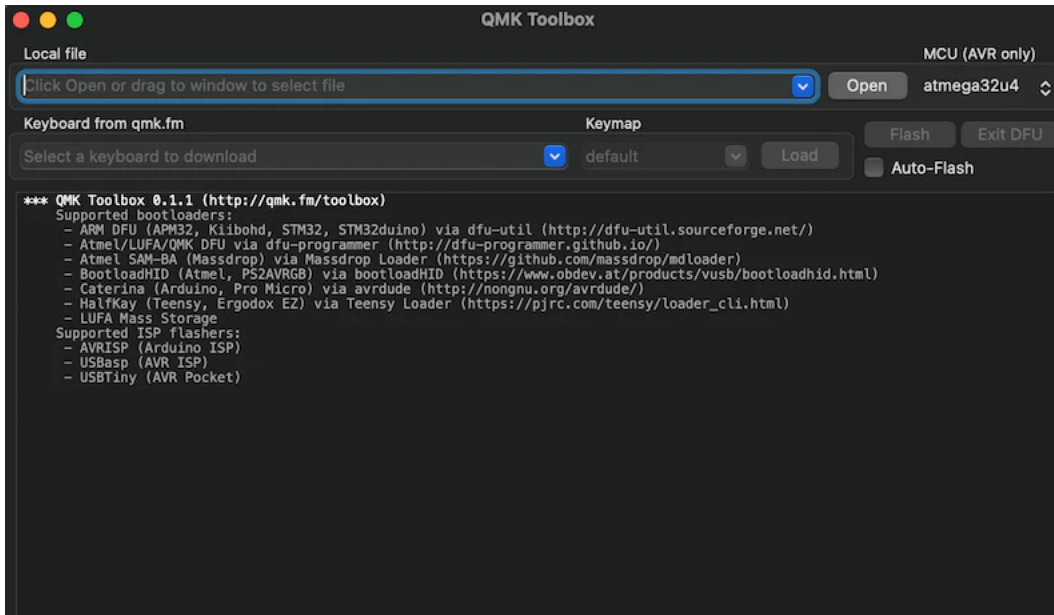 QMK Toolbox
Local file MCU (AVR only)
Click Open or drag to window to select file Open atmega32u4
Keyboard from qmk.fm Keymap Flash Exit DFU
Select a keyboard to download default Load Auto-Flash
*** QMK Toolbox 0.1.1 (http://qmk.fm/toolbox)
Supported bootloaders:
– ARM DFU (APM32, Kiibohd, STM32, STM32duino) via dfu-util (http://dfu-util.sourceforge.net/)
– Atmel/LUFA/QMK DFU via dfu-programmer (http://dfu-programmer.github.io/)
– Atmel SAM-BA (Massdrop) via Massdrop Loader (https://github.com/massdrop/mdloader)
– BootloadHID (Atmel, PS2AVRGB) via bootloadHID (https://www.obdev.at/products/vusb/bootloadhid.html)
– Caterina (Arduino, Pro Micro) via avrdude (http://nongnu.org/avrdude/)
– HalfKay (Teensy, Ergodox EZ) via Teensy Loader (https://pjrc.com/teensy/loader_cli.html)
– LUFA Mass Storage
Supported ISP flashers:
– AVRISP (Arduino ISP)
– USBasp (AVR ISP)
– USBTiny (AVR Pocket)